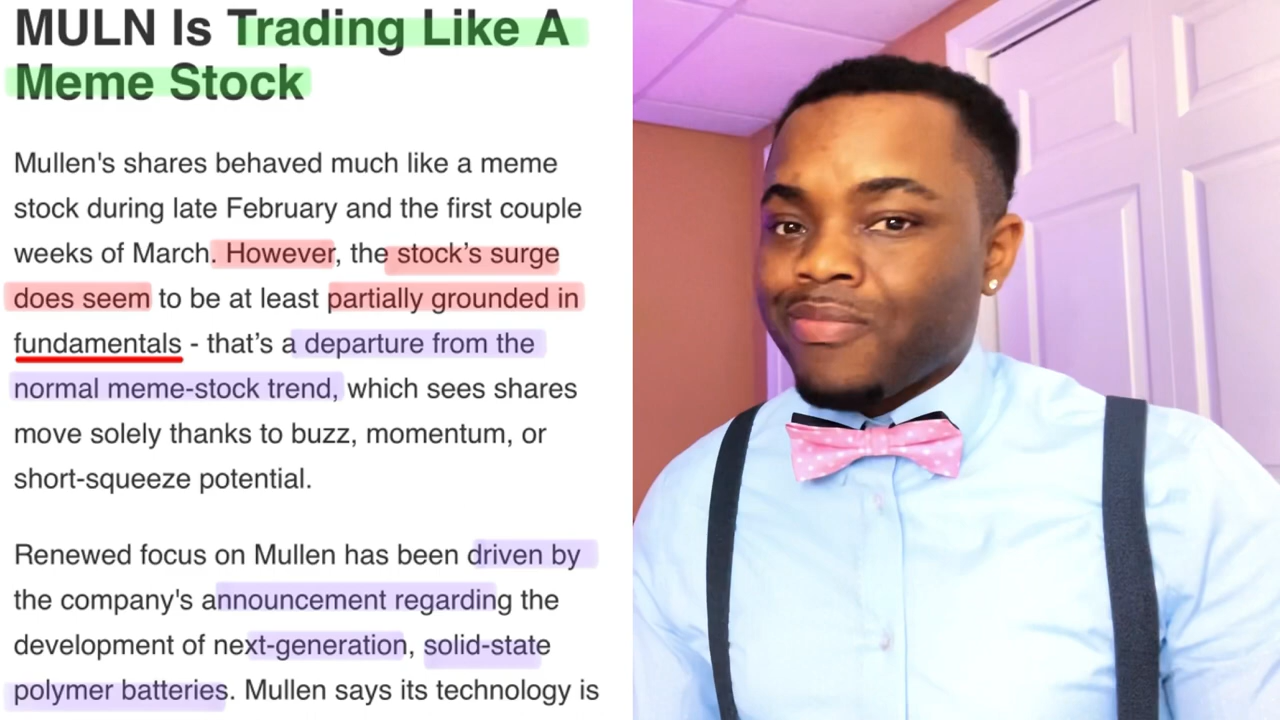 MULN Is Trading Like A
Meme Stock
Mullen's shares behaved much like a meme
stock during late February and the first couple
weeks of March. However, the stock’s surge
does seem to be at least partially grounded in
fundamentals - that’s a departure from the
normal meme-stock trend, which sees shares
move solely thanks to buzz, momentum, or
short-squeeze potential.
Renewed focus on Mullen has been driven by
the company's announcement regarding the
development of next-generation, solid-state
polymer batteries. Mullen says its technology is